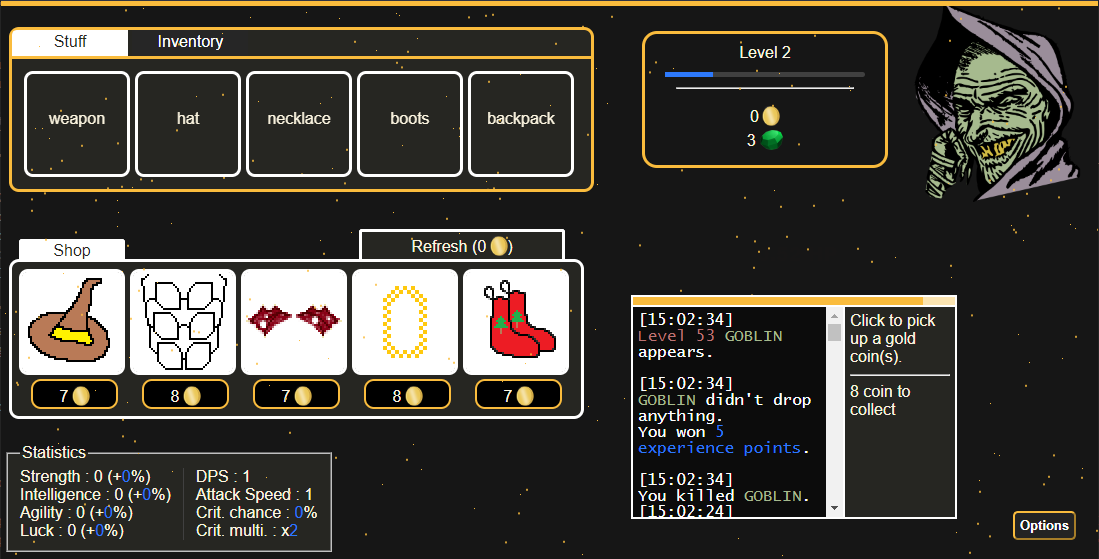 Stuff Inventory
weapon hat necklace boots backpack
Level 2
0
3
Shop Refresh (0 )
7 8 7 8 7
Statistics
Strength : 0 (+0%) DPS : 1
Intelligence : 0 (+0%) Attack Speed : 1
Agility : 0 (+0%) Crit. chance : 0%
Luck : 0 (+0%) Crit. multi. : x2
[15:02:34]
Level 53 GOBLIN
appears.
[15:02:34]
GOBLIN didn't drop
anything.
You won 5
experience points.
[15:02:34]
You killed GOBLIN.
[15:02:24]
Click to pick
up a gold
coin(s).
8 coin to
collect
Options